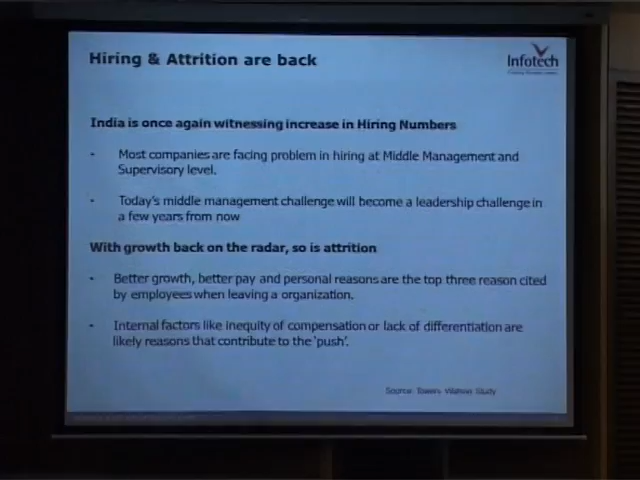 Hiring & Attrition are back
Infotech
India is once again witnessing increase in Hiring Numbers
- Most companies are facing problem in hiring at Middle Management and
Supervisory level.
- Today's middle management challenge will become a leadership challenge in
a few years from now
With growth back on the radar, so is attrition
- Better growth, better pay and personal reasons are the top three reason cited
by employees when leaving a organization.
- Internal factors like inequity of compensation or lack of differentiation are
likely reasons that contribute to the 'push'.
Source: Towers Watson Study